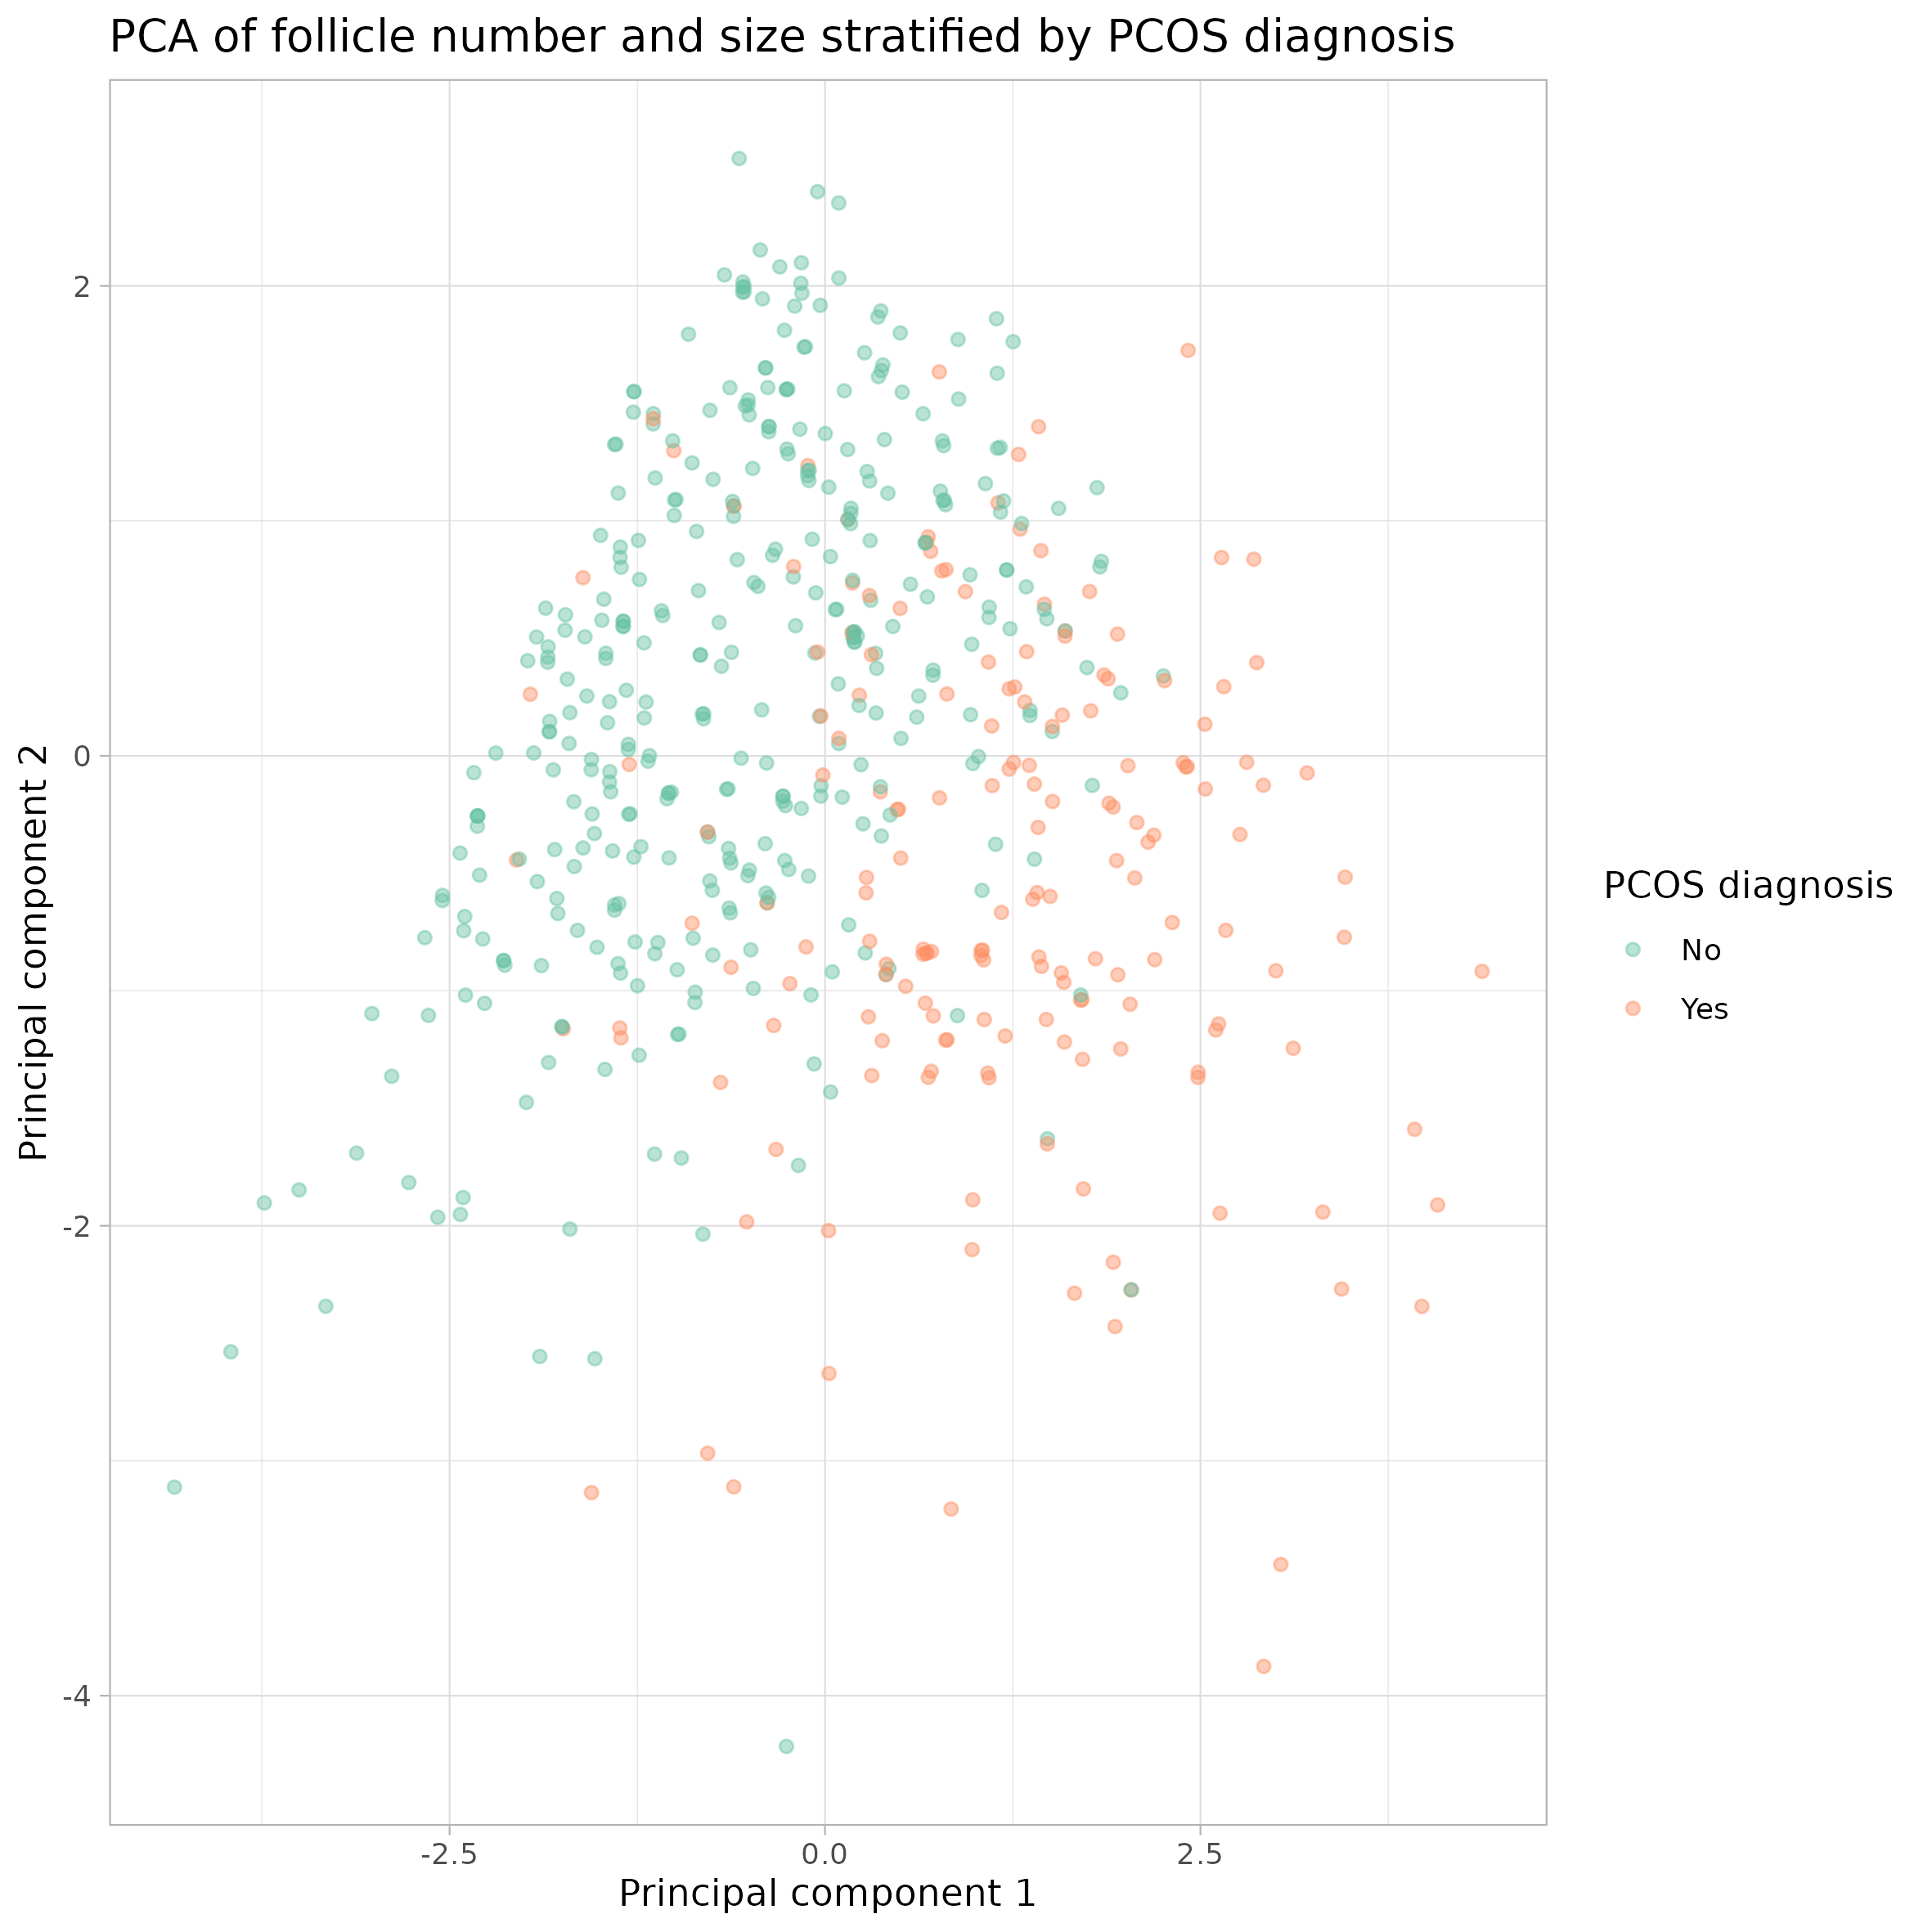 PCA of follicle number and size stratified by PCOS diagnosis
2
0
-2
-4
Principal component 2
-2.5 0.0 2.5
Principal component 1
PCOS diagnosis
No
Yes